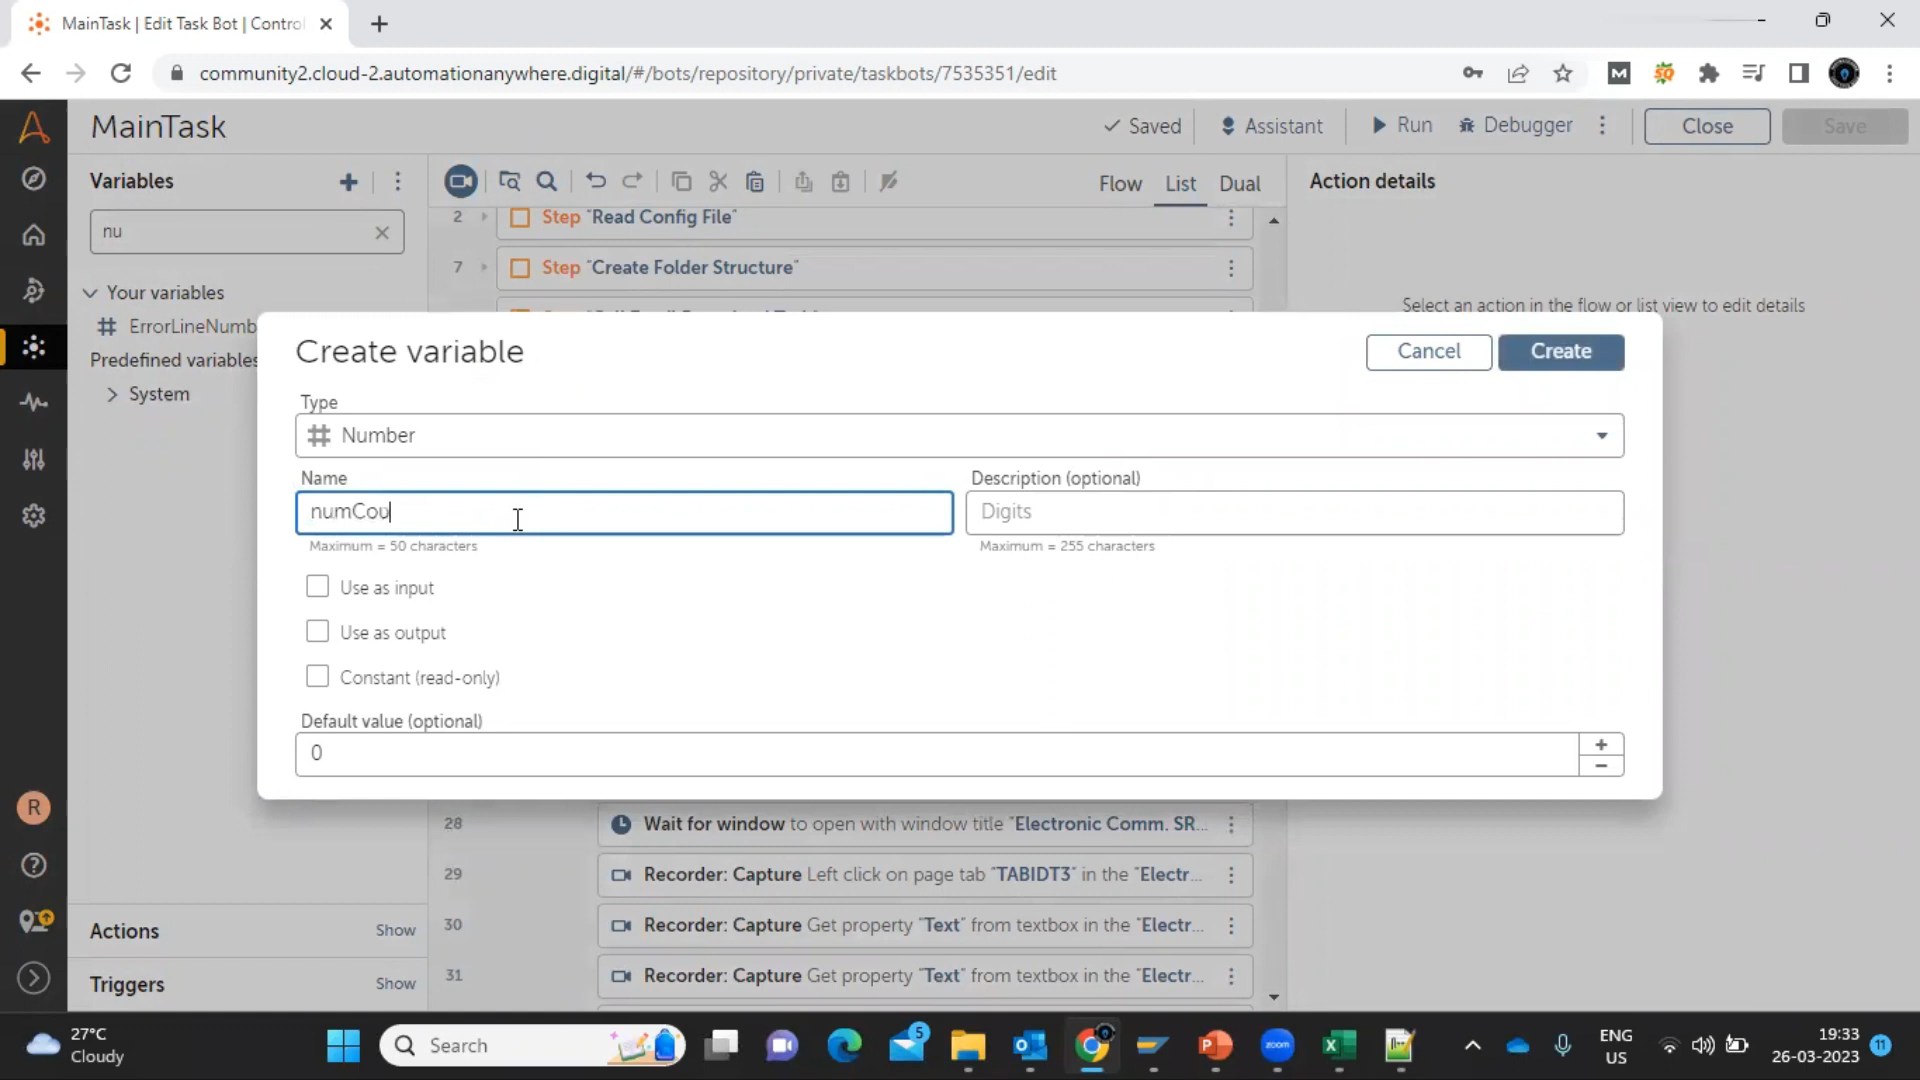 MainTask | Edit Task Bot | Control
community2.cloud-2.automationanywhere.digital/#/bots/repository/private/taskbots/7535351/edit
MainTask
Saved
Assistant
Run
Debugger
Close
Save
Variables
Flow
List
Dual
Action details
nu
2
Step "Read Config File"
7
Step "Create Folder Structure"
Select an action in the flow or list view to edit details
Your variables
ErrorLineNumb
Predefined variables
System
Create variable
Cancel
Create
Type
Number
Name
Description (optional)
numCou
Digits
Maximum = 50 characters
Maximum = 255 characters
Use as input
Use as output
Constant (read-only)
Default value (optional)
0
28
Wait for window to open with window title "Electronic Comm. SR...
29
Recorder: Capture Left click on page tab "TABIDT3" in the "Electr...
30
Recorder: Capture Get property "Text" from textbox in the "Electr...
31
Recorder: Capture Get property "Text" from textbox in the "Electr...
Actions
Show
Triggers
Show
R
27°C
Cloudy
Search
5
zoom
ENG
US
19:33
26-03-2023
11